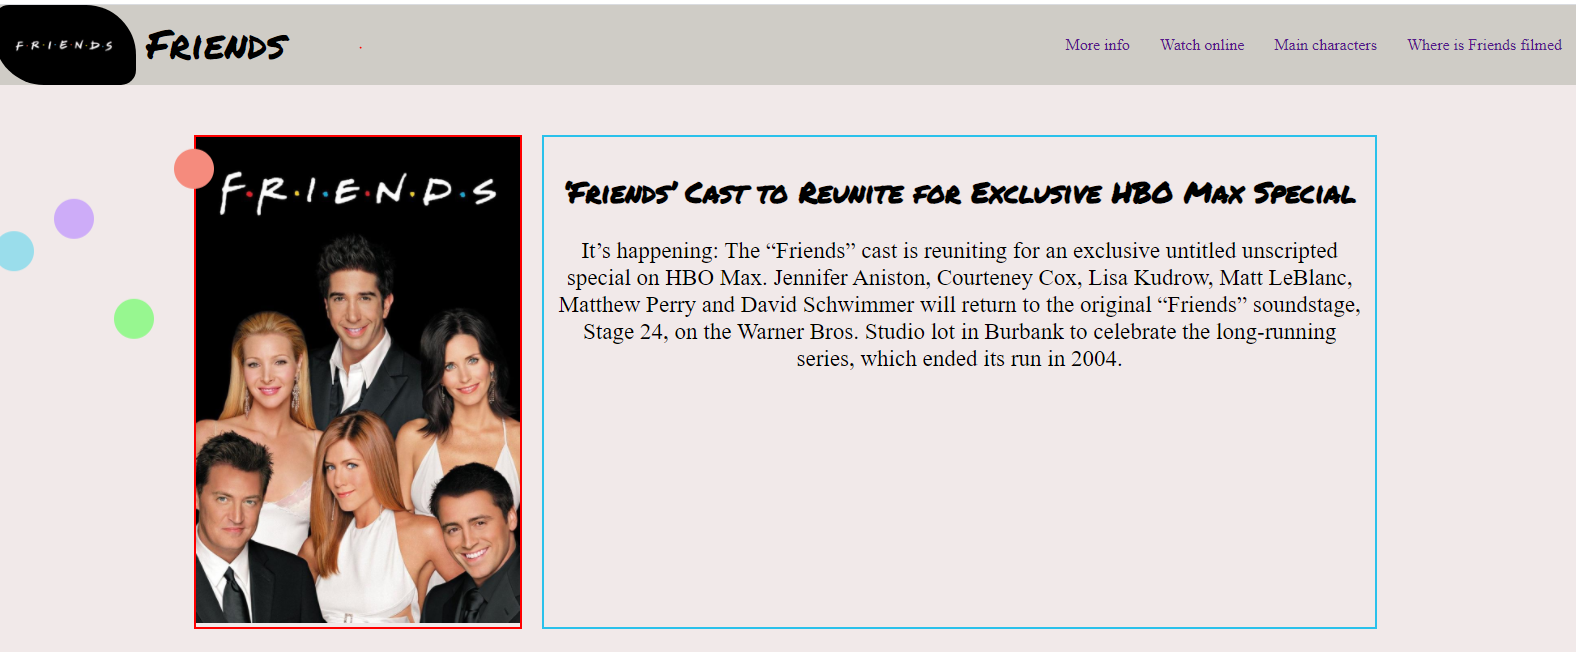 F·R·I·E·N·D·S
Friends
More info
Watch online
Main characters
Where is Friends filmed
F·R·I·E·N·D·S
‘Friends’ Cast to Reunite for Exclusive HBO Max Special
It’s happening: The “Friends” cast is reuniting for an exclusive untitled unscripted
special on HBO Max. Jennifer Aniston, Courteney Cox, Lisa Kudrow, Matt LeBlanc,
Matthew Perry and David Schwimmer will return to the original “Friends” soundstage,
Stage 24, on the Warner Bros. Studio lot in Burbank to celebrate the long-running
series, which ended its run in 2004.